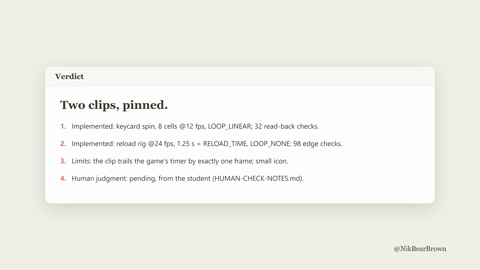 Verdict
Two clips, pinned.
1. Implemented: keycard spin, 8 cells @12 fps, LOOP_LINEAR; 32 read-back checks.
2. Implemented: reload rig @24 fps, 1.25 s = RELOAD_TIME, LOOP_NONE; 98 edge checks.
3. Limits: the clip trails the game's timer by exactly one frame; small icon.
4. Human judgment: pending, from the student (HUMAN-CHECK-NOTES.md).
@NikBearBrown